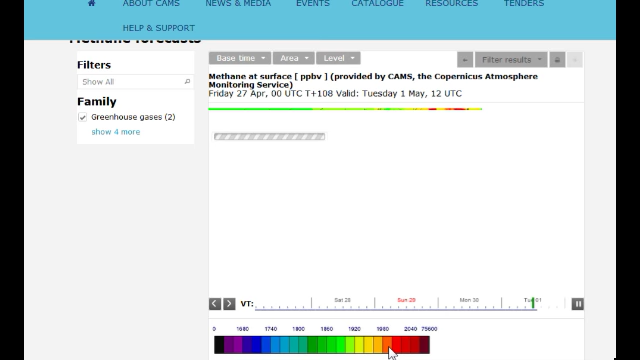 ABOUT CAMS NEWS & MEDIA EVENTS CATALOGUE RESOURCES TENDERS
HELP & SUPPORT
Methane forecasts
Filters
Show All
Family
Greenhouse gases (2)
show 4 more
Base time Area Level Filter results
Methane at surface [ ppbv ] (provided by CAMS, the Copernicus Atmosphere
Monitoring Service)
Friday 27 Apr, 00 UTC T+108 Valid: Tuesday 1 May, 12 UTC
VT: Sat 28 Sun 29 Mon 30 Tue 01
0 1680 1740 1800 1860 1920 1980 2040 75600